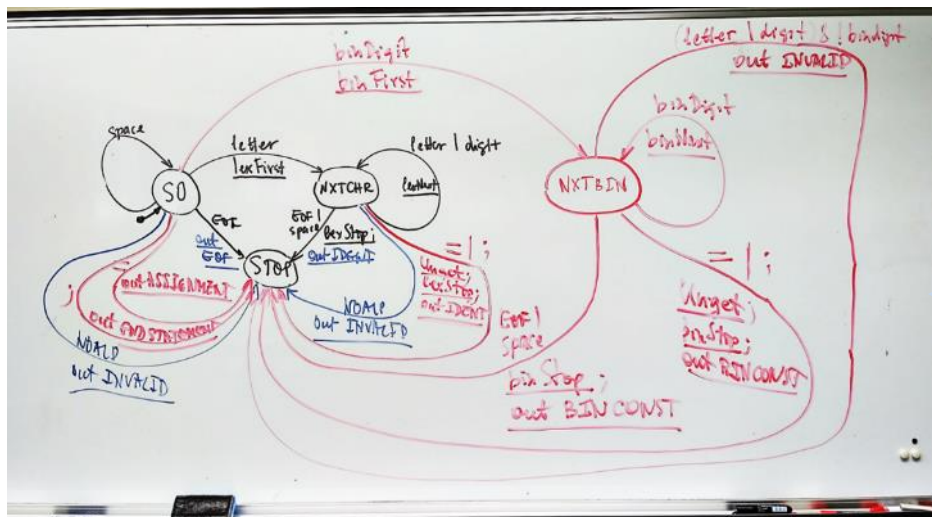 (letter | digit) & ! bindigit
out INVALID
binDigit
binFirst
binDigit
binNext
space
letter
lexFirst
letter | digit
lexNext
S0
NXTCHR
NXTBIN
EOF
out
EOF
EOF |
space
lexStop;
out IDENT
STOP
= | ;
Unget;
lexStop;
out IDENT
= | ;
Unget;
binStop;
out BINCONST
=
out ASSIGNMENT
;
out ENDSTATEMENT
NOALP
out INVALID
NOALP
out INVALID
EOF |
space
binStop;
out BINCONST